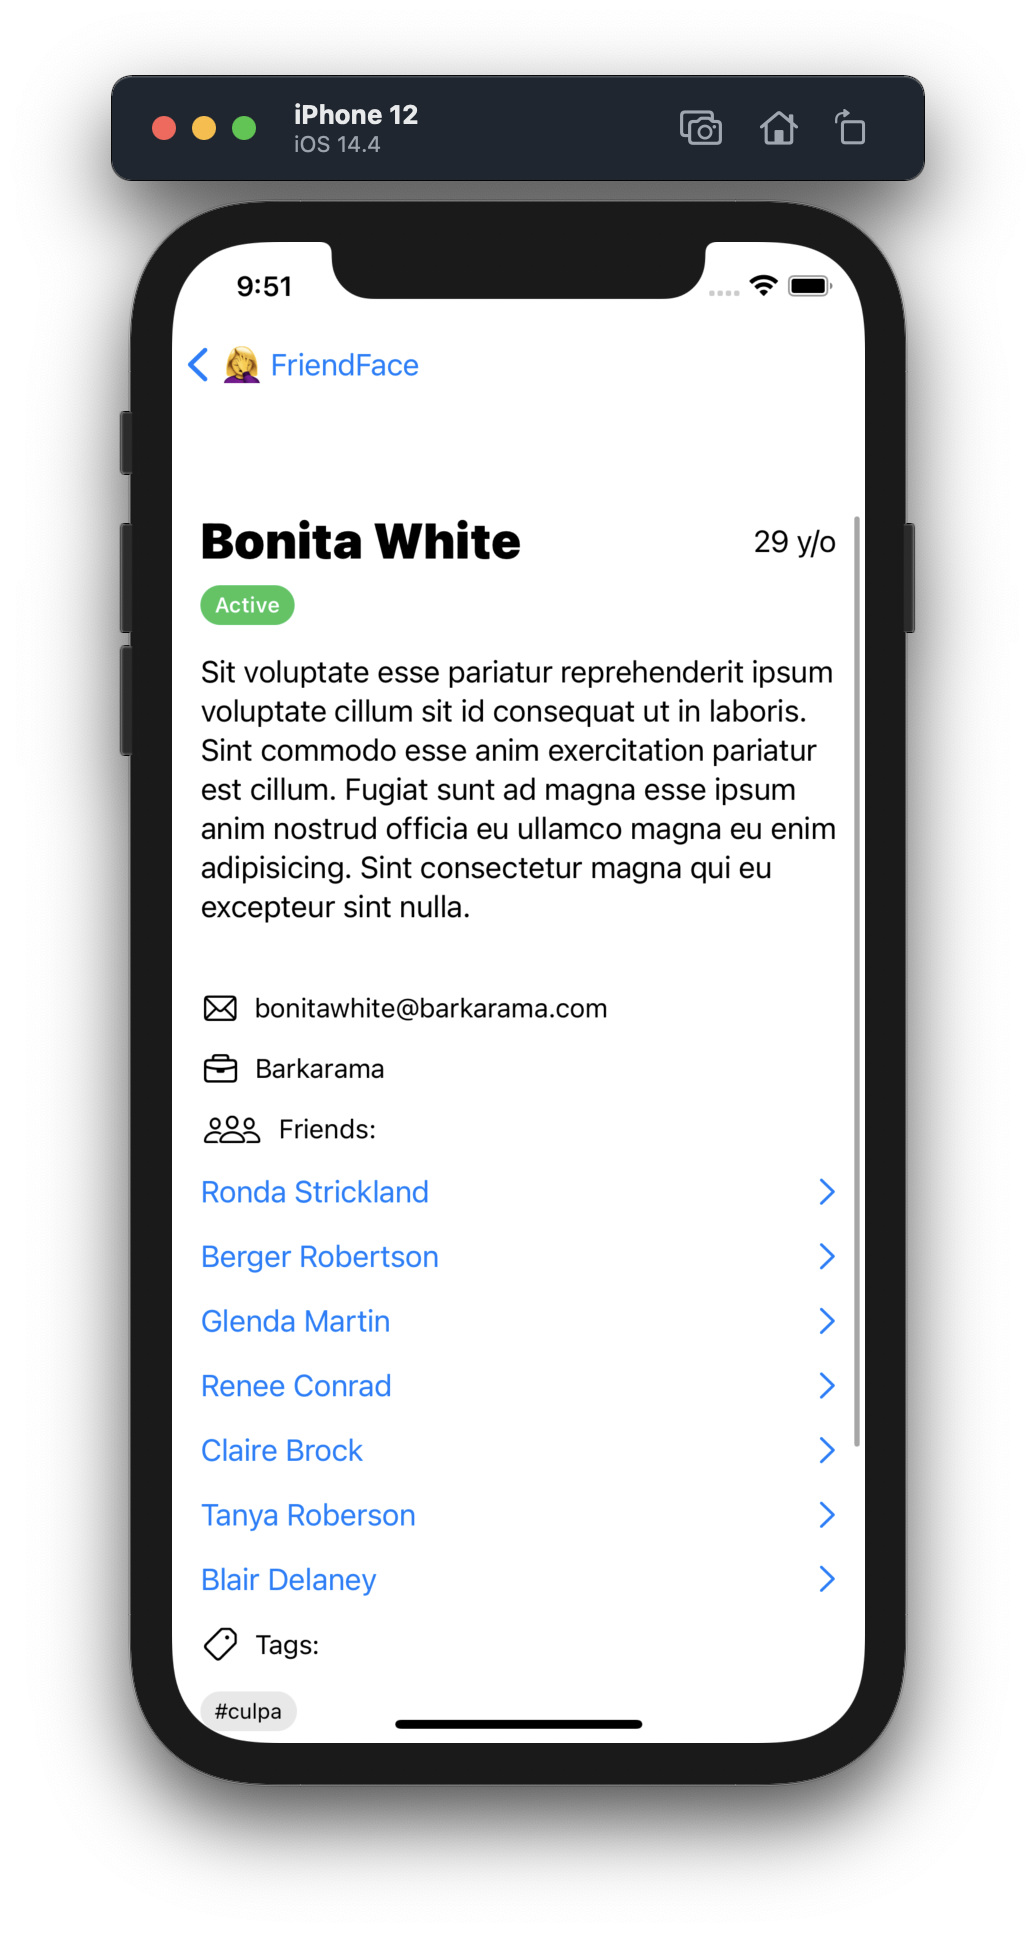 iPhone 12
iOS 14.4
9:51
FriendFace
Bonita White
29 y/o
Active
Sit voluptate esse pariatur reprehenderit ipsum
voluptate cillum sit id consequat ut in laboris.
Sint commodo esse anim exercitation pariatur
est cillum. Fugiat sunt ad magna esse ipsum
anim nostrud officia eu ullamco magna eu enim
adipisicing. Sint consectetur magna qui eu
excepteur sint nulla.
bonitawhite@barkarama.com
Barkarama
Friends:
Ronda Strickland
Berger Robertson
Glenda Martin
Renee Conrad
Claire Brock
Tanya Roberson
Blair Delaney
Tags:
#culpa